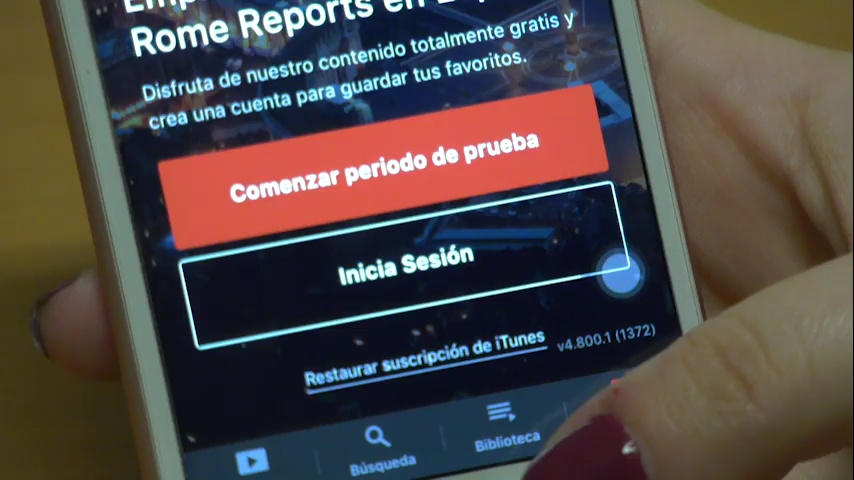 Rome Reports en
Disfruta de nuestro contenido totalmente gratis y
crea una cuenta para guardar tus favoritos.
Comenzar periodo de prueba
Inicia Sesión
Restaurar suscripción de iTunes v4.800.1 (1372)
Búsqueda
Biblioteca